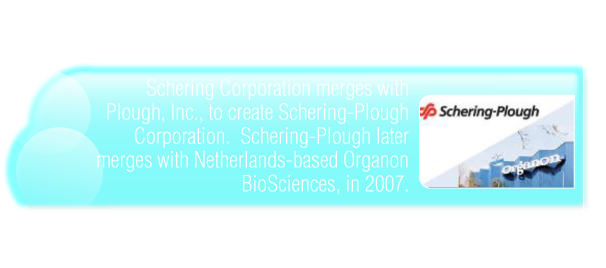 Schering Corporation merges with
Plough, Inc., to create Schering-Plough
Corporation.  Schering-Plough later
merges with Netherlands-based Organon
BioSciences, in 2007.
Schering-Plough
Organon